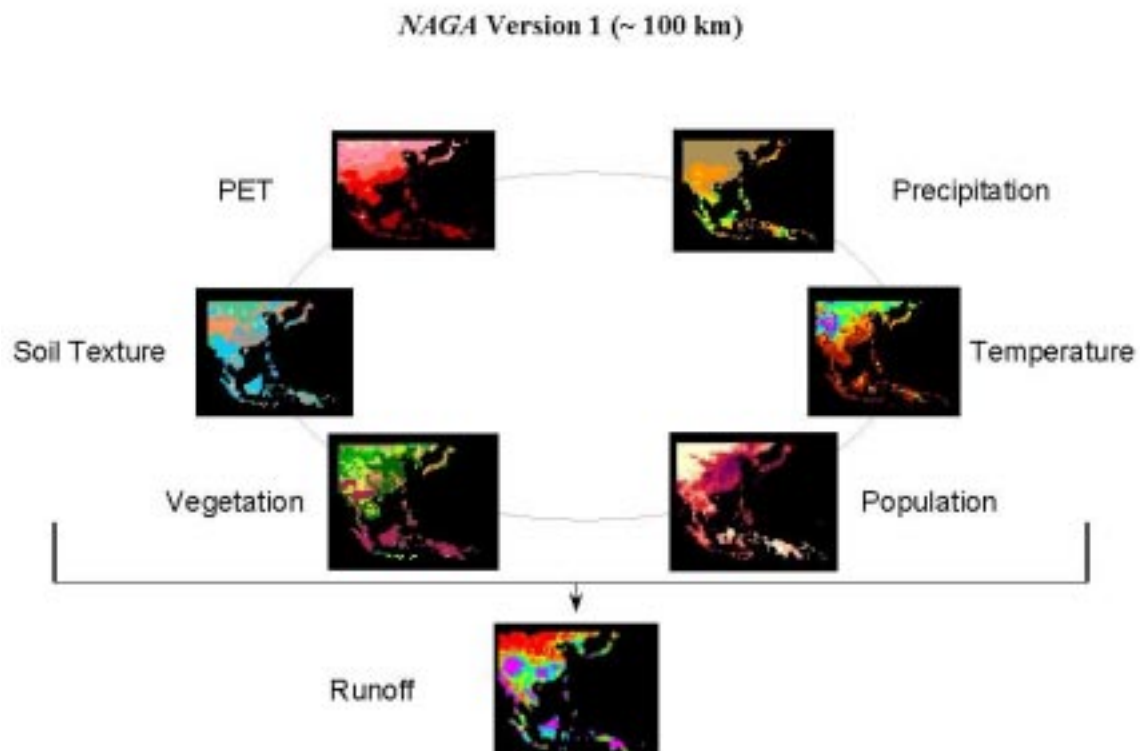 NAGA Version 1 (~ 100 km)
PET
Precipitation
Soil Texture
Temperature
Vegetation
Population
Runoff